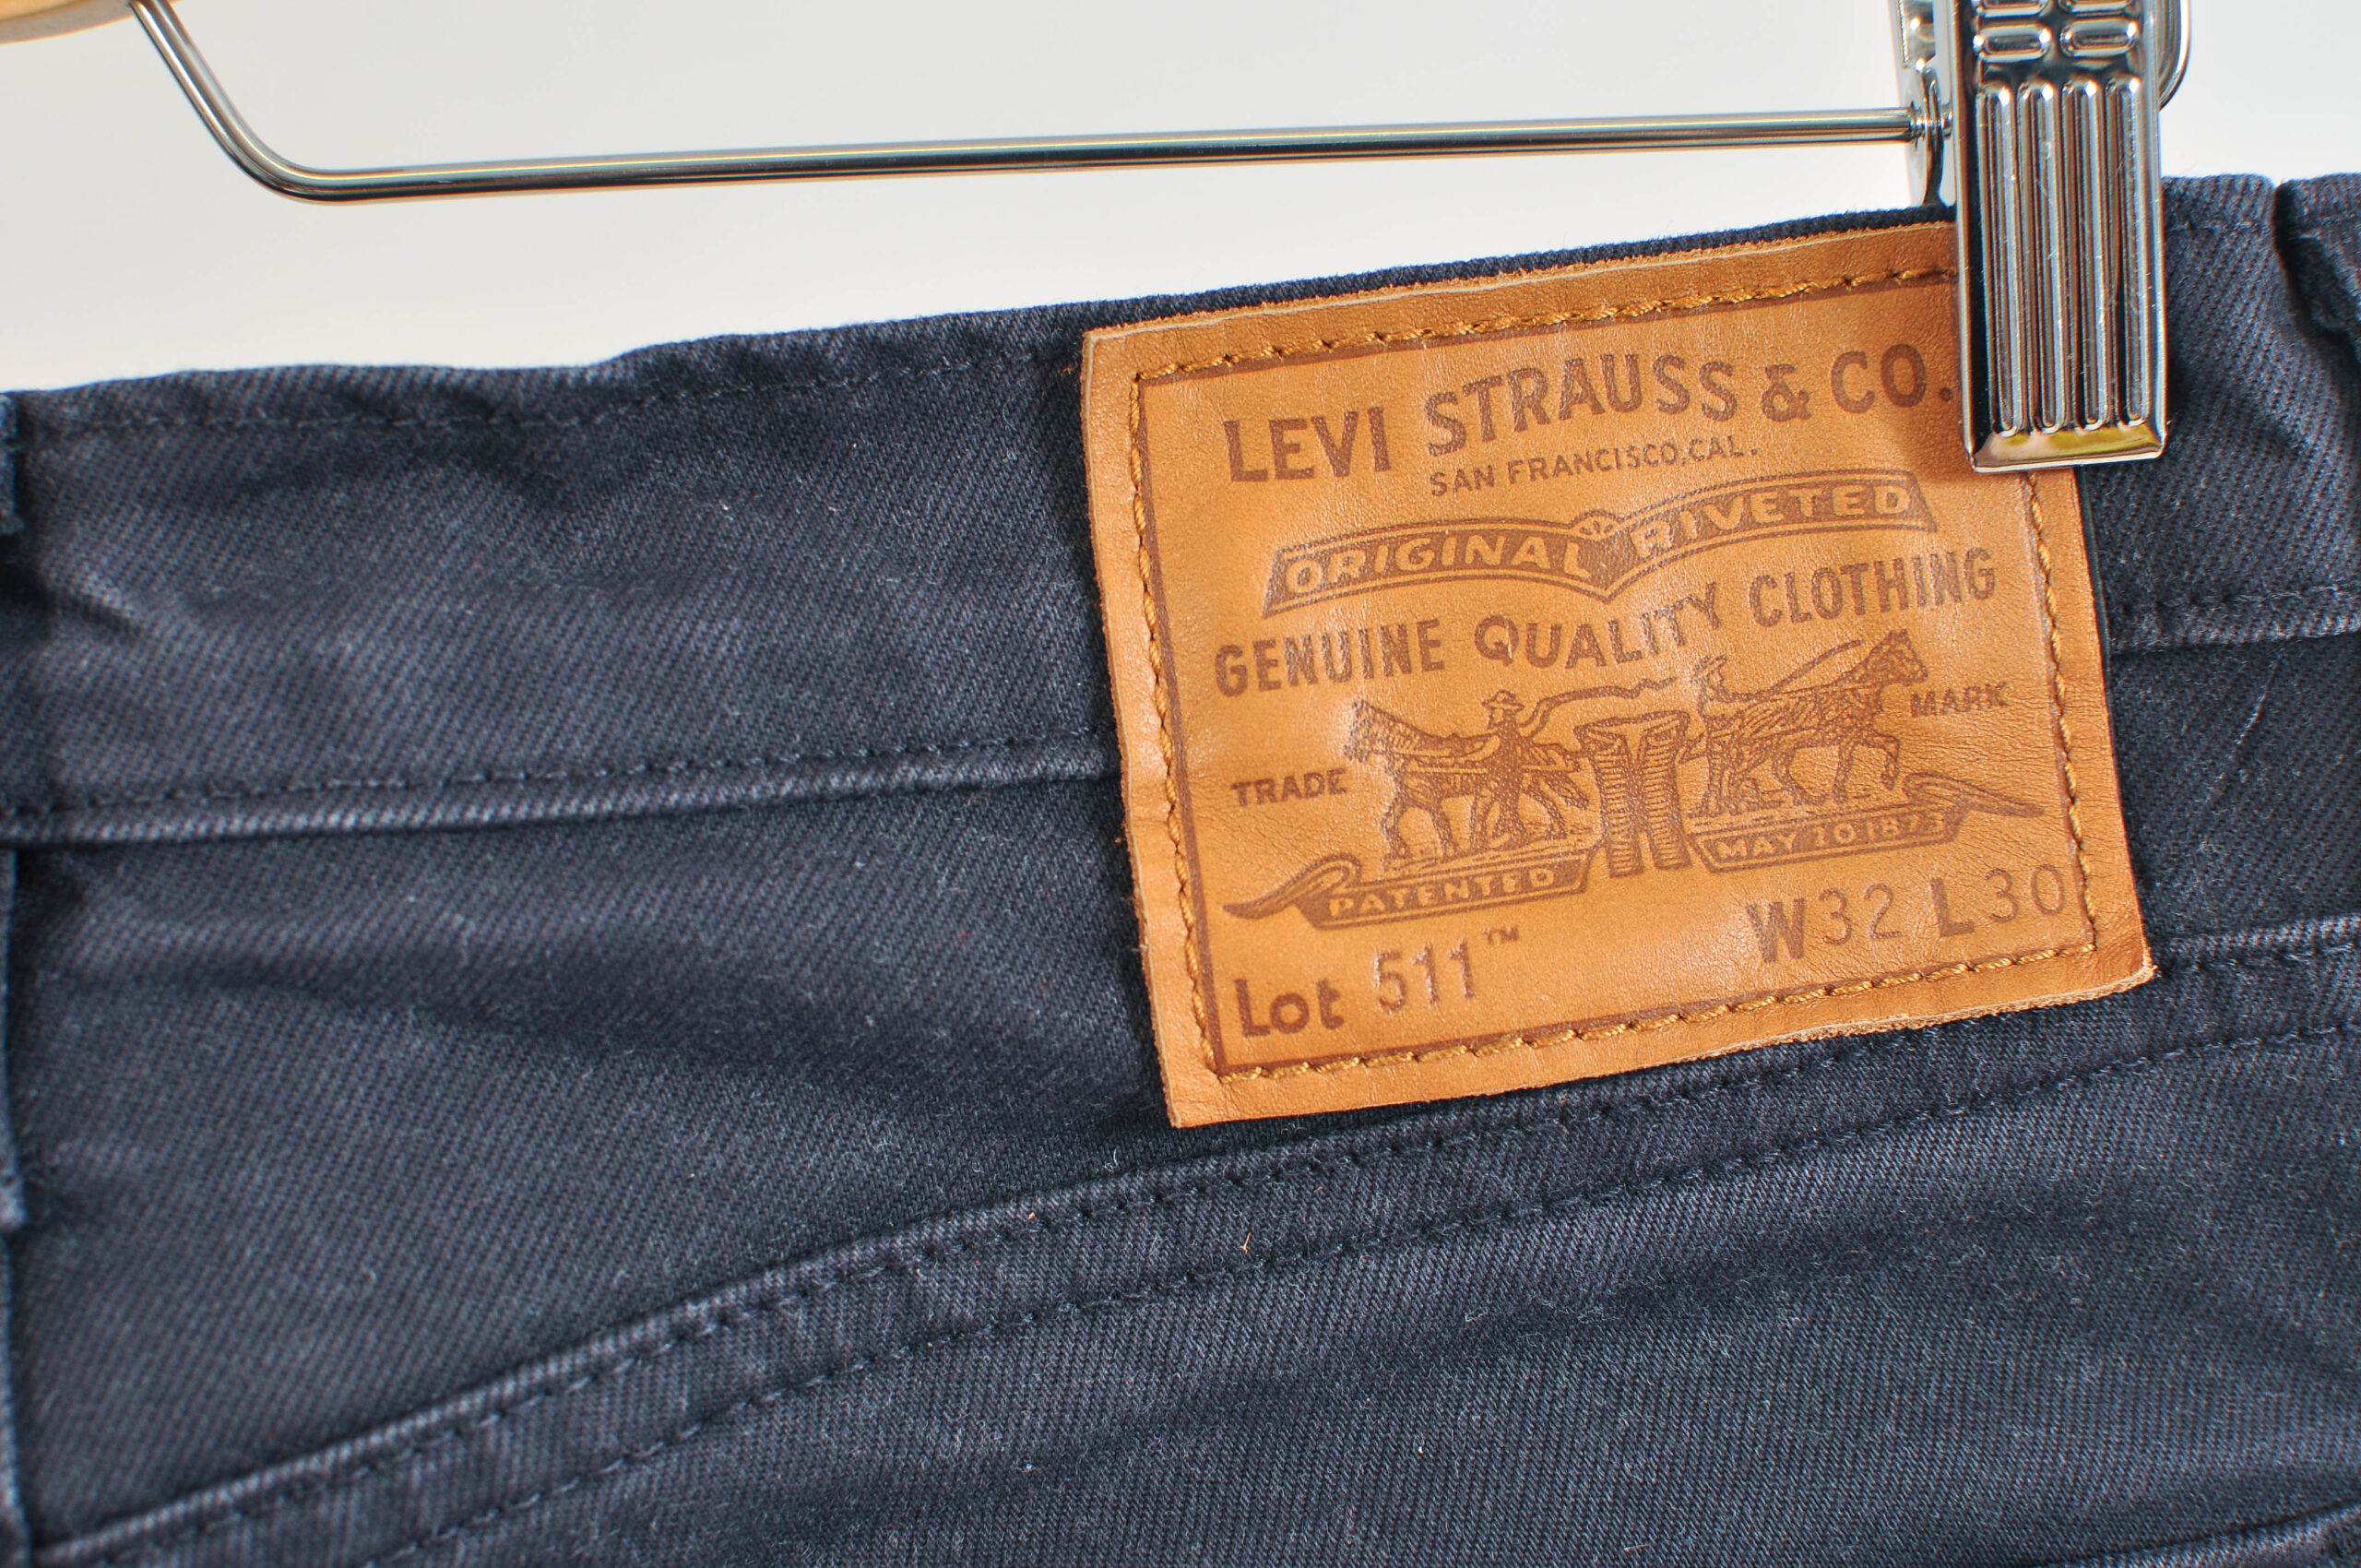 LEVI STRAUSS & CO.
SAN FRANCISCO, CAL.
ORIGINAL RIVETED
GENUINE QUALITY CLOTHING
TRADE MARK
PATENTED MAY 20 1873
Lot 511™ W32 L30